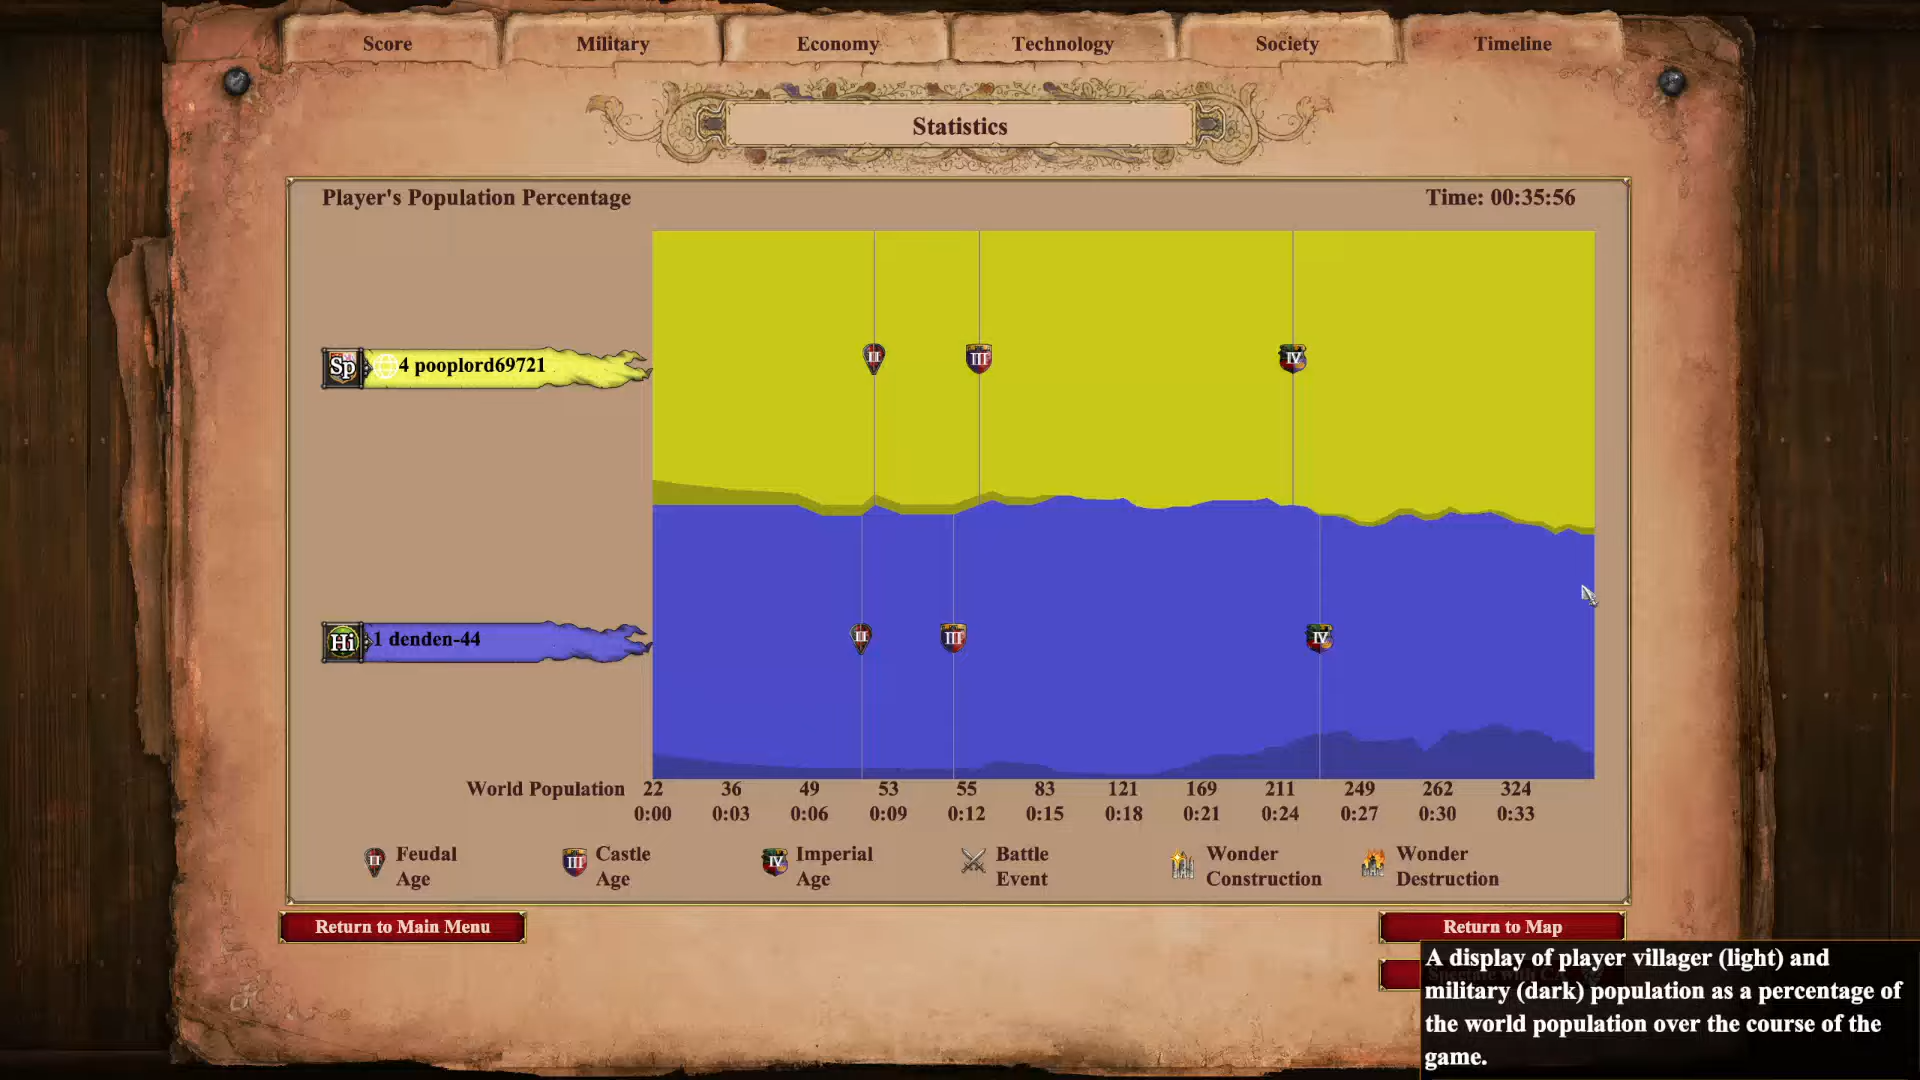 Score Military Economy Technology Society Timeline
Statistics
Player's Population Percentage Time: 00:35:56
II III IV
Sp 4 pooplord69721
Hi 1 denden-44
II III IV
World Population 22 36 49 53 55 83 121 169 211 249 262 324
0:00 0:03 0:06 0:09 0:12 0:15 0:18 0:21 0:24 0:27 0:30 0:33
II Feudal Age
III Castle Age
IV Imperial Age
Battle Event
Wonder Construction
Wonder Destruction
Return to Main Menu Return to Map
A display of player villager (light) and
military (dark) population as a percentage of
the world population over the course of the
game.